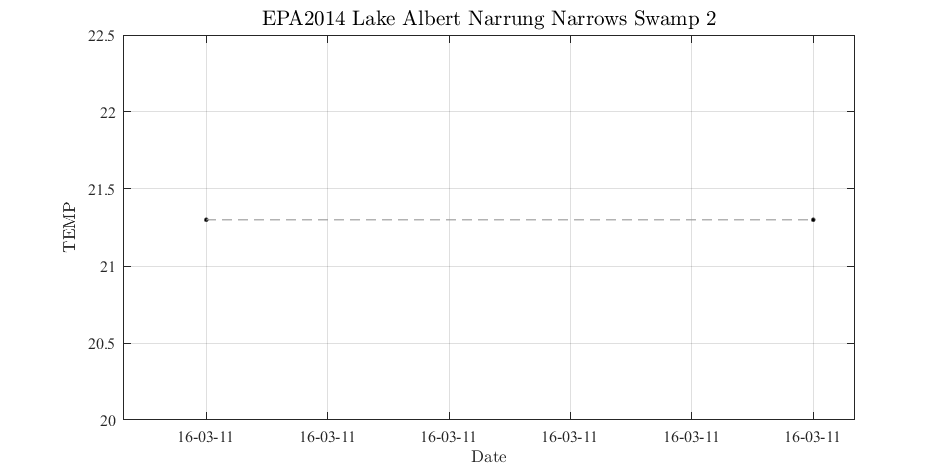 EPA2014 Lake Albert Narrung Narrows Swamp 2
22.5
22
21.5
21
20.5
20
TEMP
16-03-11 16-03-11 16-03-11 16-03-11 16-03-11 16-03-11
Date